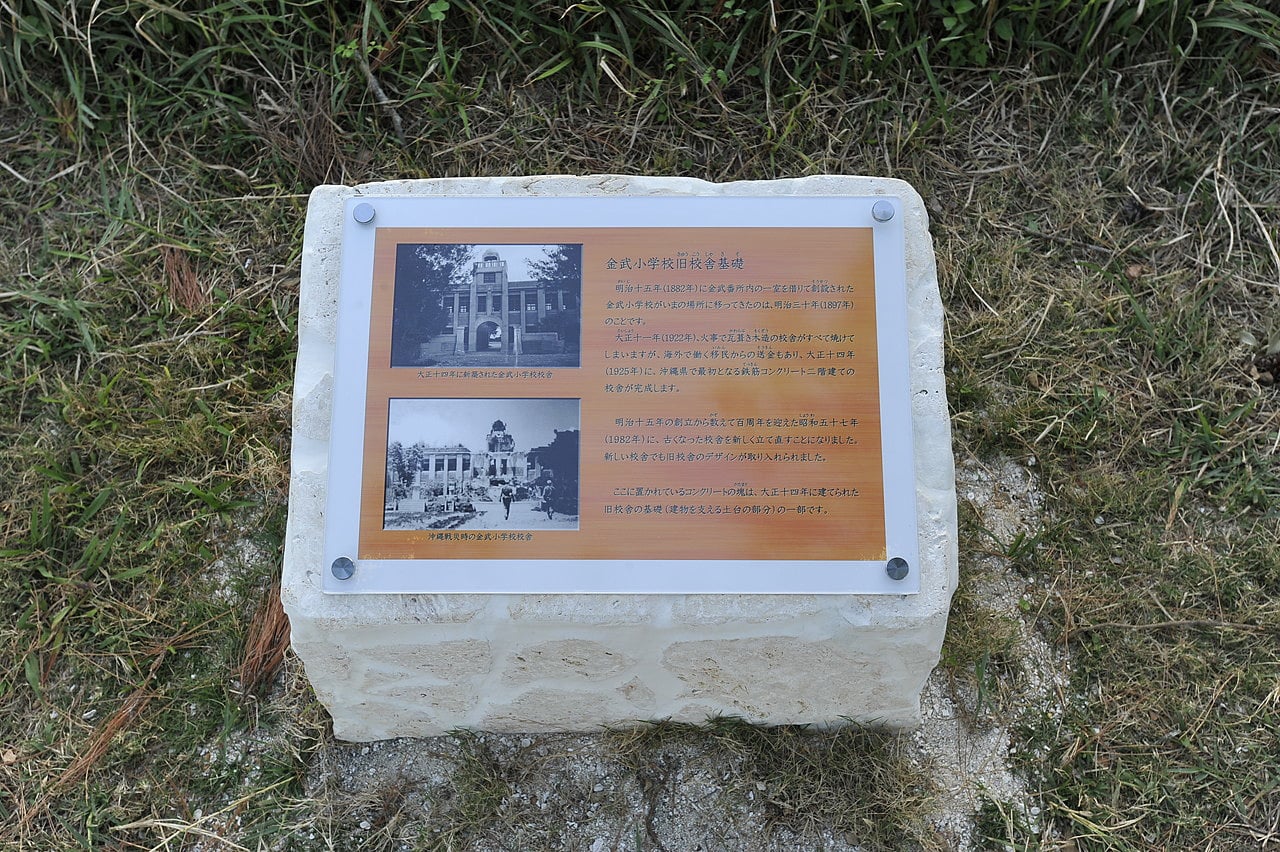 金武小学校旧校舎基礎
明治十五年(1882年)に金武番所内の一室を借りて創設された
金武小学校がいまの場所に移ってきたのは、明治三十年(1897年)
のことです。
大正十一年(1922年)、火事で瓦葺き木造の校舎がすべて焼けて
しまいますが、海外で働く移民からの送金もあり、大正十四年
(1925年)に、沖縄県で最初となる鉄筋コンクリート二階建ての
校舎が完成します。
明治十五年の創立から数えて百周年を迎えた昭和五十七年
(1982年)に、古くなった校舎を新しく立て直すことになりました。
新しい校舎でも旧校舎のデザインが取り入れられました。
ここに置かれているコンクリートの塊は、大正十四年に建てられた
旧校舎の基礎(建物を支える土台の部分)の一部です。
大正十四年に新築された金武小学校校舎
沖縄戦災時の金武小学校校舎